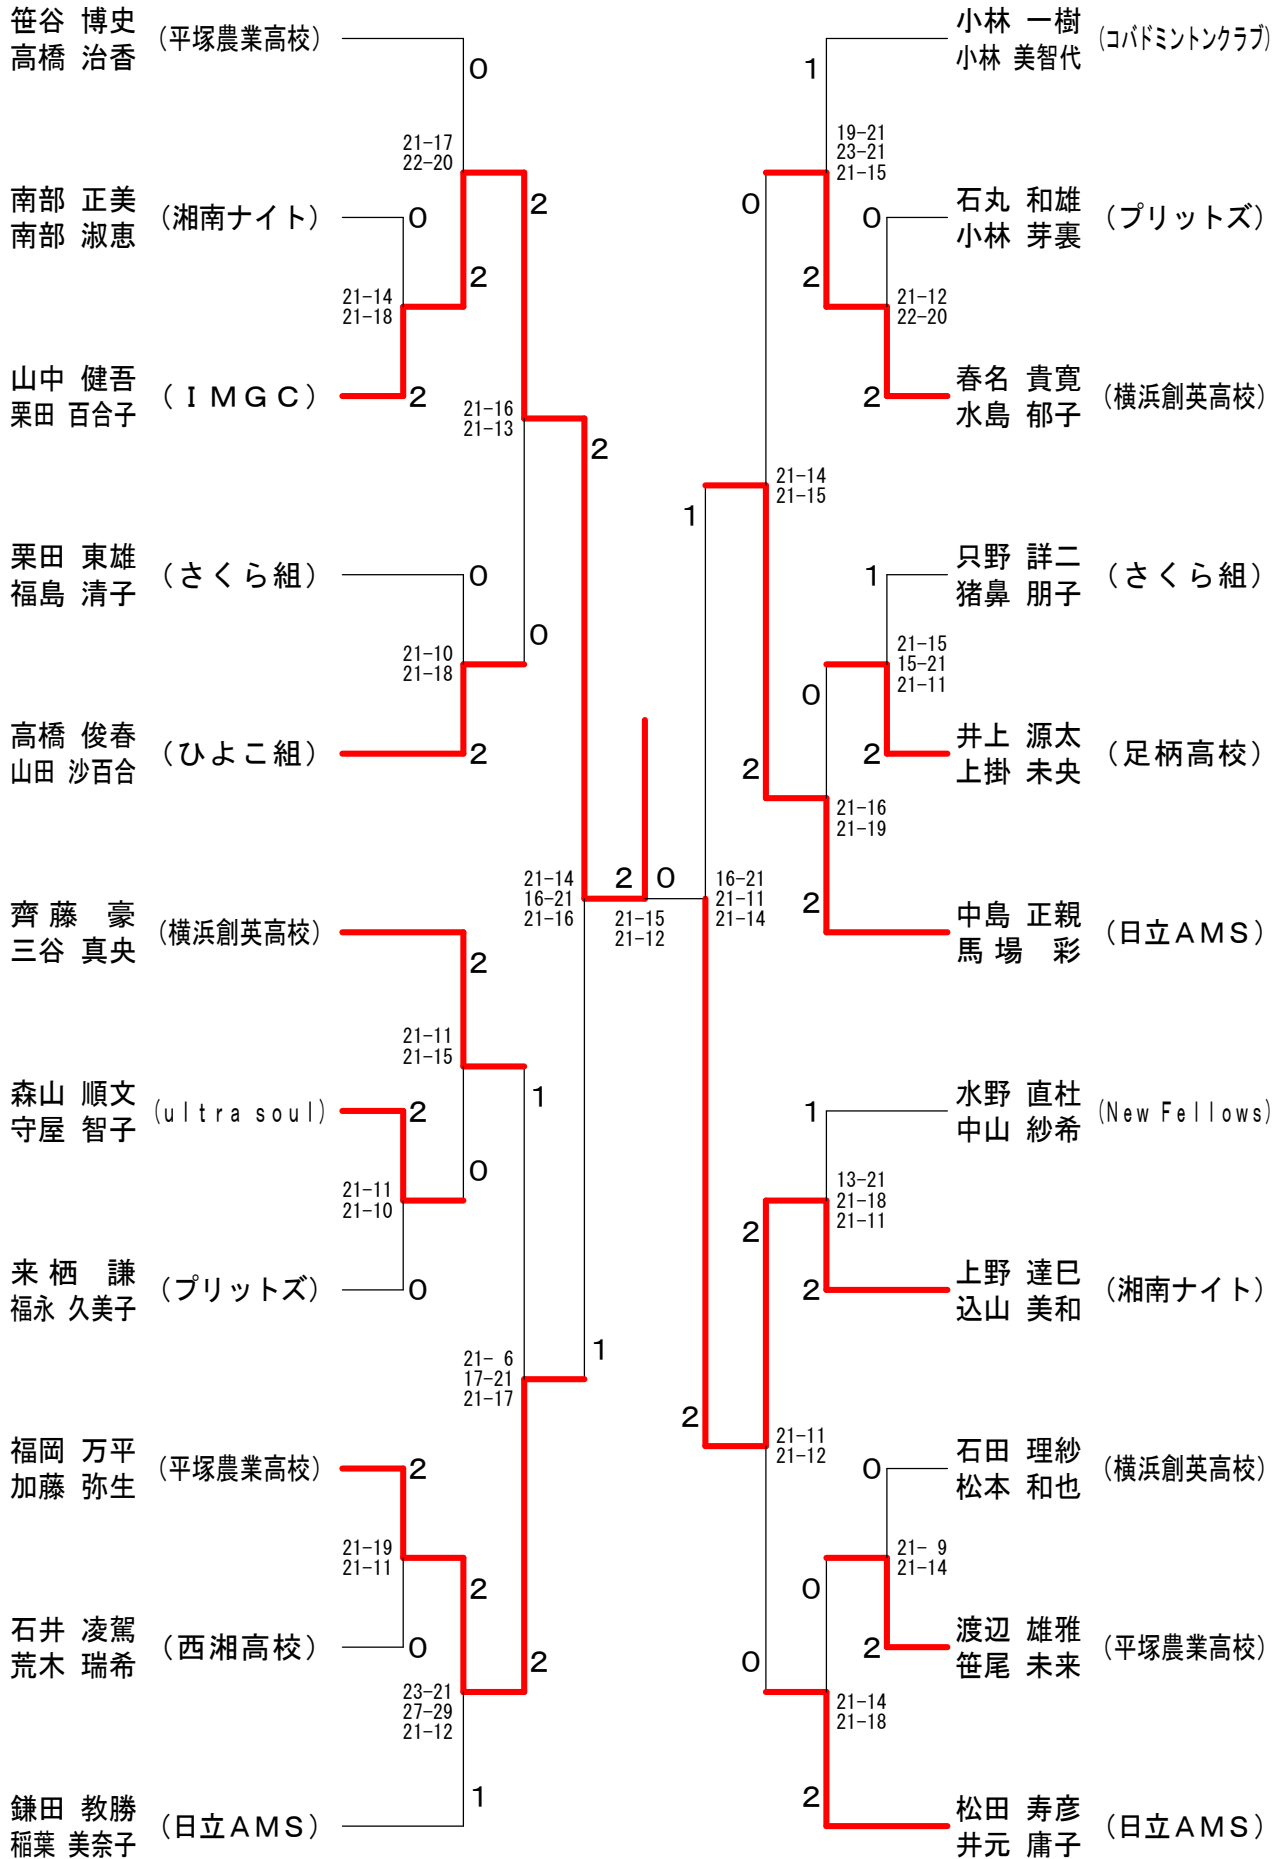 笹谷 博史
高橋 治香
(平塚農業高校)
0
21-17
22-20
2
南部 正美
南部 淑恵
(湘南ナイト)
0
2
21-14
21-18
山中 健吾
栗田 百合子
(ＩＭＧＣ)
2
21-16
21-13
2
栗田 東雄
福島 清子
(さくら組)
0
0
21-10
21-18
高橋 俊春
山田 沙百合
(ひよこ組)
2
21-14
16-21
21-16
2
0
21-15
21-12
齊藤 豪
三谷 真央
(横浜創英高校)
2
21-11
21-15
1
森山 順文
守屋 智子
(ultra soul)
2
0
21-11
21-10
来栖 謙
福永 久美子
(プリットズ)
0
1
21- 6
17-21
21-17
福岡 万平
加藤 弥生
(平塚農業高校)
2
21-19
21-11
2
石井 凌駕
荒木 瑞希
(西湘高校)
0
2
23-21
27-29
21-12
鎌田 教勝
稲葉 美奈子
(日立ＡＭＳ)
1
小林 一樹
小林 美智代
(コバドミントンクラブ)
1
19-21
23-21
21-15
0
石丸 和雄
小林 芽裏
(プリットズ)
0
2
21-12
22-20
春名 貴寛
水島 郁子
(横浜創英高校)
2
21-14
21-15
1
只野 詳二
猪鼻 朋子
(さくら組)
1
21-15
15-21
21-11
0
井上 源太
上掛 未央
(足柄高校)
2
2
21-16
21-19
16-21
21-11
21-14
中島 正親
馬場 彩
(日立ＡＭＳ)
2
水野 直杜
中山 紗希
(New Fellows)
1
13-21
21-18
21-11
2
上野 達巳
込山 美和
(湘南ナイト)
2
2
21-11
21-12
石田 理紗
松本 和也
(横浜創英高校)
0
21- 9
21-14
0
渡辺 雄雅
笹尾 未来
(平塚農業高校)
2
0
21-14
21-18
松田 寿彦
井元 庸子
(日立ＡＭＳ)
2